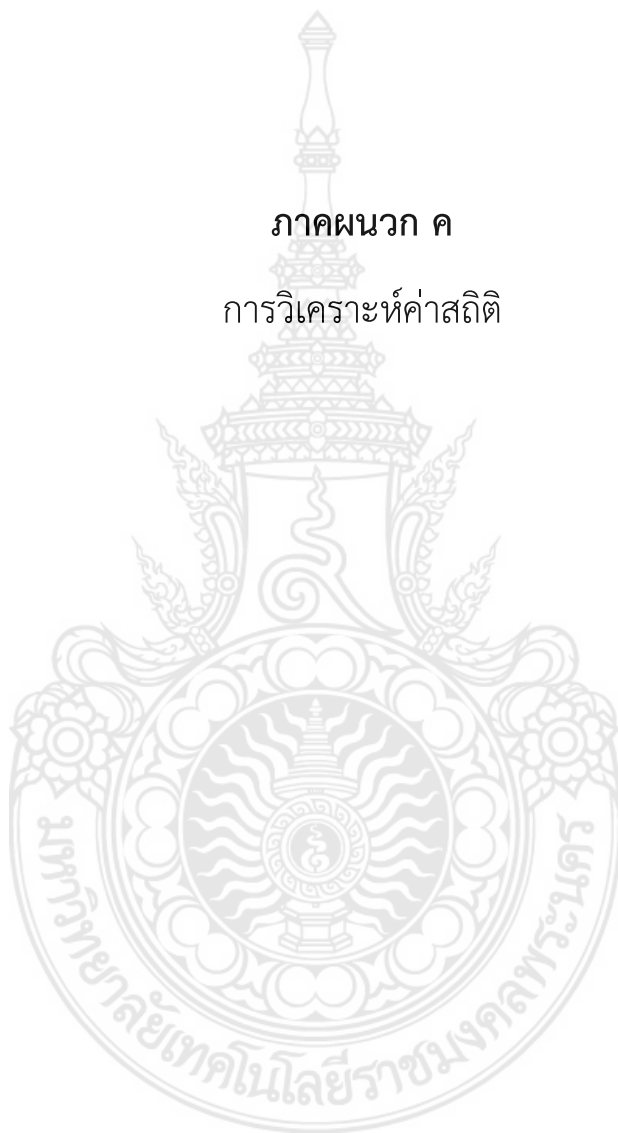 ภาคผนวก ค
การวิเคราะห์ค่าสถิติ
มหาวิทยาลัยเทคโนโลยีราชมงคลพระนคร